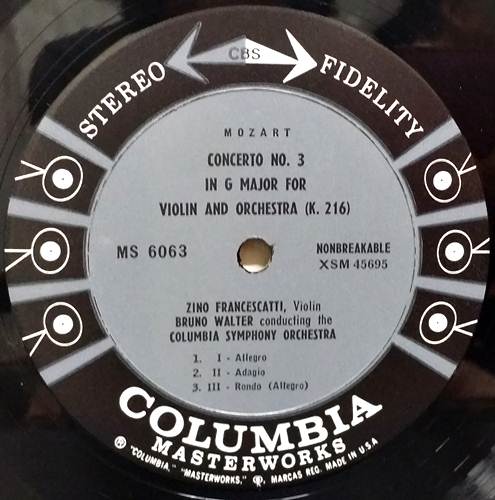 CBS
STEREO FIDELITY
MOZART
CONCERTO NO. 3
IN G MAJOR FOR
VIOLIN AND ORCHESTRA (K. 216)
MS 6063
NONBREAKABLE
XSM 45695
ZINO FRANCESCATTI, Violin
BRUNO WALTER conducting the
COLUMBIA SYMPHONY ORCHESTRA
1. I - Allegro
2. II - Adagio
3. III - Rondo (Allegro)
COLUMBIA
MASTERWORKS
® "COLUMBIA," "MASTERWORKS," ℗, MARCAS REG. MADE IN U.S.A